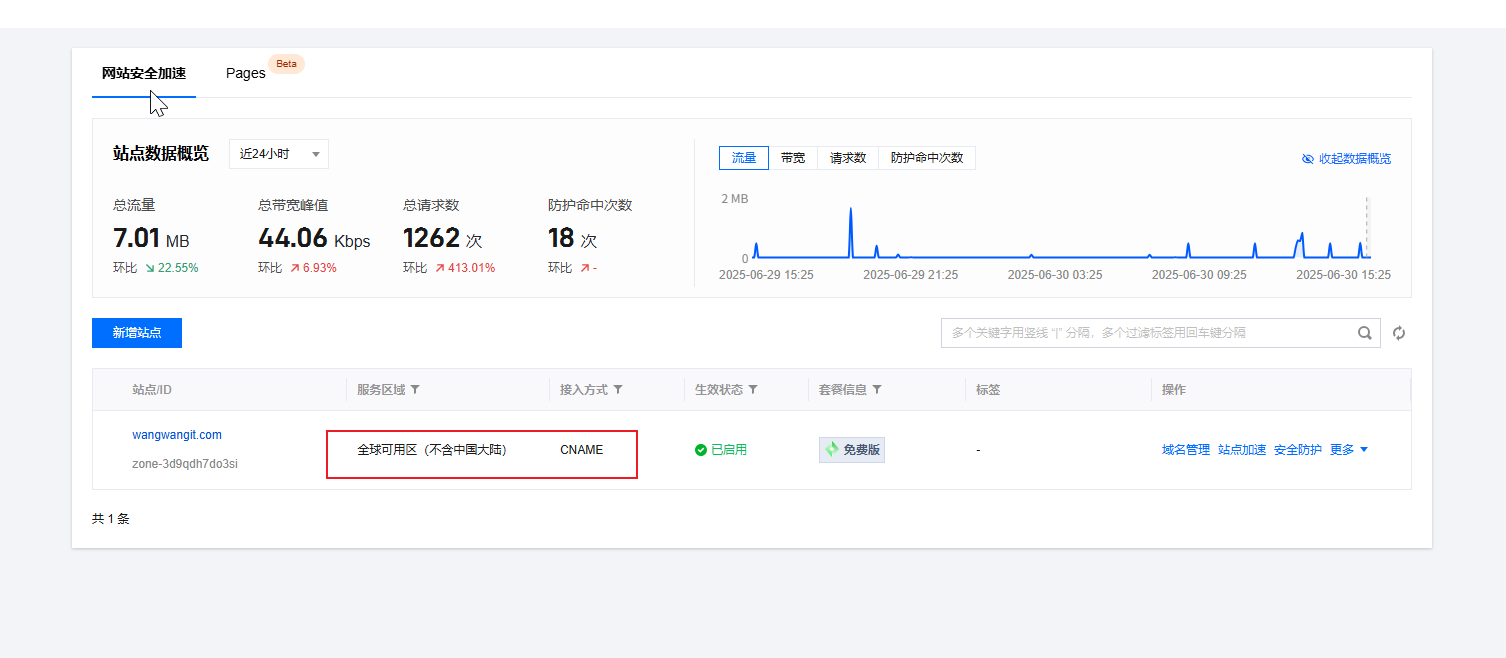 网站安全加速 Pages Beta
站点数据概览 近24小时
流量 带宽 请求数 防护命中次数 收起数据概览
总流量 总带宽峰值 总请求数 防护命中次数
7.01 MB 44.06 Kbps 1262 次 18 次
环比 22.55% 环比 6.93% 环比 413.01% 环比 -
2 MB
0
2025-06-29 15:25 2025-06-29 21:25 2025-06-30 03:25 2025-06-30 09:25 2025-06-30 15:25
新增站点 多个关键字用竖线 “|” 分隔，多个过滤标签用回车键分隔
站点/ID 服务区域 接入方式 生效状态 套餐信息 标签 操作
wangwangit.com
全球可用区（不含中国大陆） CNAME 已启用 免费版 - 域名管理 站点加速 安全防护 更多
zone-3d9qdh7do3si
共 1 条